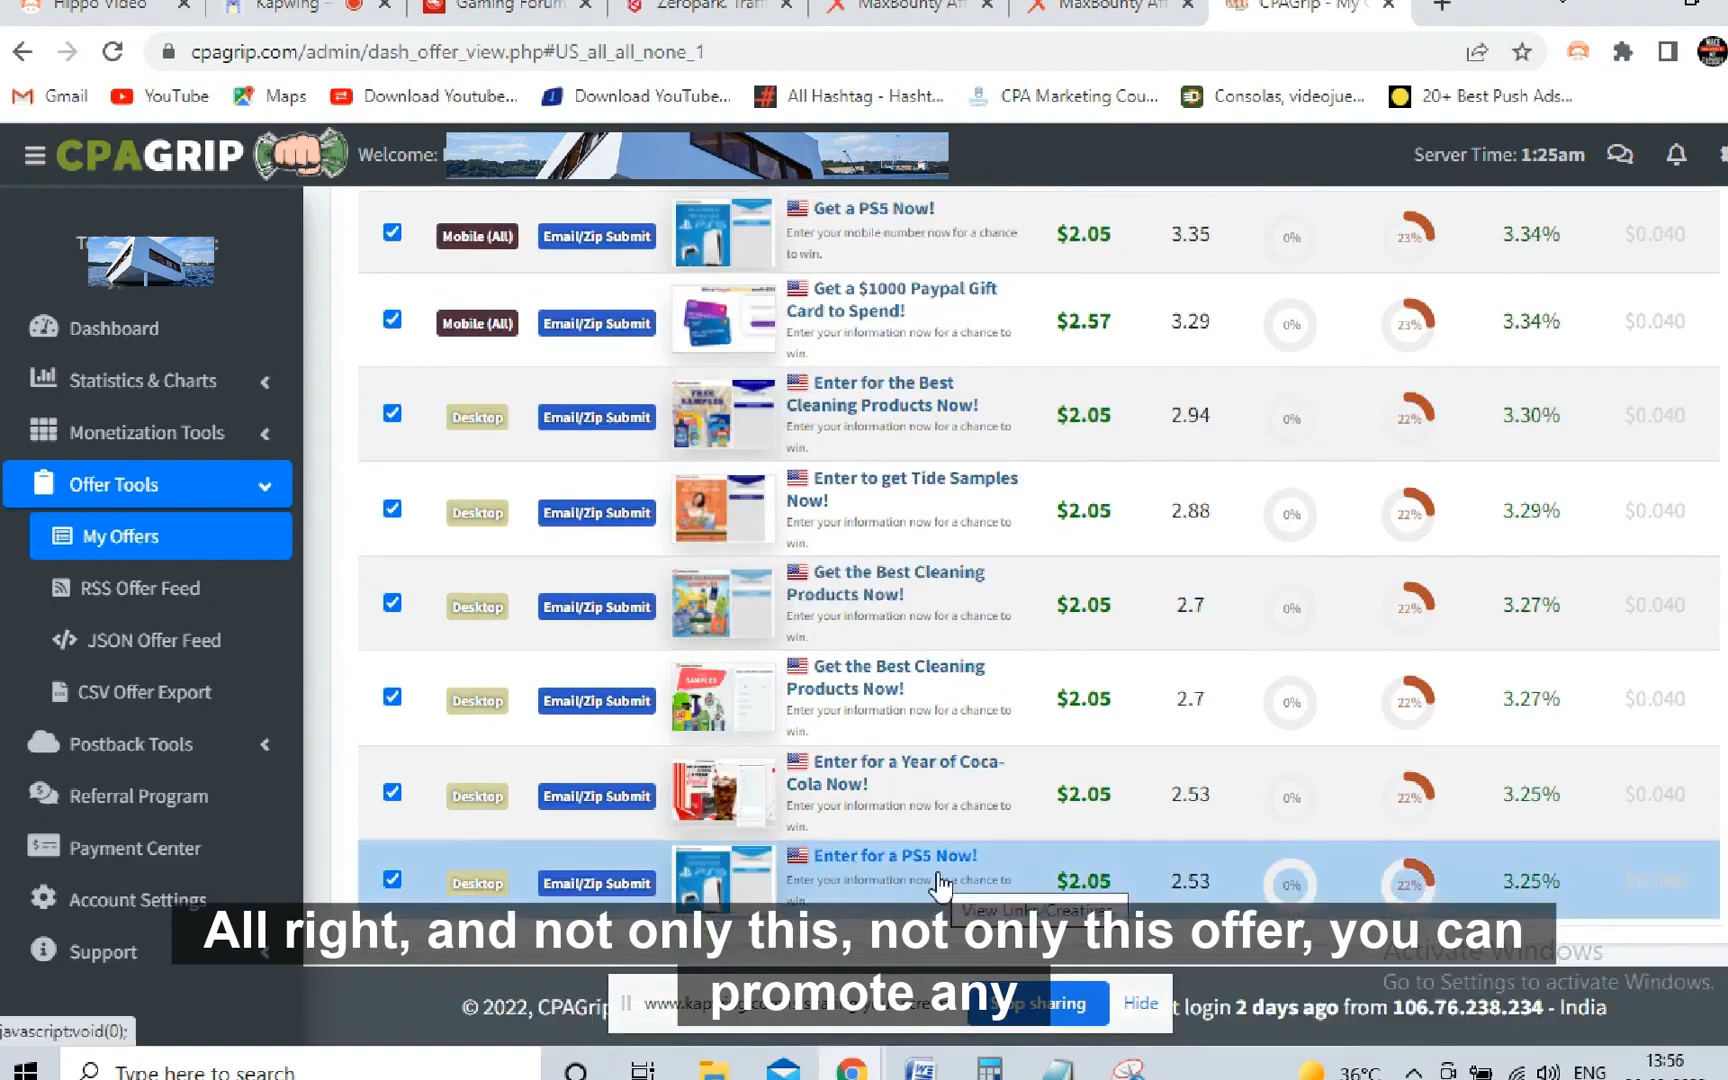 Hippo Video
Kapwing –
Gaming Forum
Zeropark: Traf
MaxBounty Af
MaxBounty Af
CPAGrip - My
cpagrip.com/admin/dash_offer_view.php#US_all_all_none_1
Gmail
YouTube
Maps
Download Youtube...
Download YouTube...
All Hashtag - Hasht...
CPA Marketing Cou...
Consolas, videojue...
20+ Best Push Ads...
CPAGRIP
Welcome:
Server Time: 1:25am
Dashboard
Statistics & Charts
Monetization Tools
Offer Tools
My Offers
RSS Offer Feed
JSON Offer Feed
CSV Offer Export
Postback Tools
Referral Program
Payment Center
Account Settings
Support
Mobile (All) Email/Zip Submit Get a PS5 Now! $2.05 3.35 0% 23% 3.34% $0.040
Enter your mobile number now for a chance
to win.
Mobile (All) Email/Zip Submit Get a $1000 Paypal Gift $2.57 3.29 0% 23% 3.34% $0.040
Card to Spend!
Enter your information now for a chance to
win.
Desktop Email/Zip Submit Enter for the Best $2.05 2.94 0% 22% 3.30% $0.040
Cleaning Products Now!
Enter your information now for a chance to
win.
Desktop Email/Zip Submit Enter to get Tide Samples $2.05 2.88 0% 22% 3.29% $0.040
Now!
Enter your information now for a chance to
win.
Desktop Email/Zip Submit Get the Best Cleaning $2.05 2.7 0% 22% 3.27% $0.040
Products Now!
Enter your information now for a chance to
win.
Desktop Email/Zip Submit Get the Best Cleaning $2.05 2.7 0% 22% 3.27% $0.040
Products Now!
Enter your information now for a chance to
win.
Desktop Email/Zip Submit Enter for a Year of Coca- $2.05 2.53 0% 22% 3.25% $0.040
Cola Now!
Enter your information now for a chance to
win.
Desktop Email/Zip Submit Enter for a PS5 Now! $2.05 2.53 0% 22% 3.25% $0.040
Enter your information now for a chance to
win.
View Links/Creatives
All right, and not only this, not only this offer, you can
promote any
Activate Windows
Go to Settings to activate Windows.
© 2022, CPAGrip
sharing
Hide
t login 2 days ago from 106.76.238.234 - India
javascript:void(0);
Type here to search
36°C
ENG
13:56